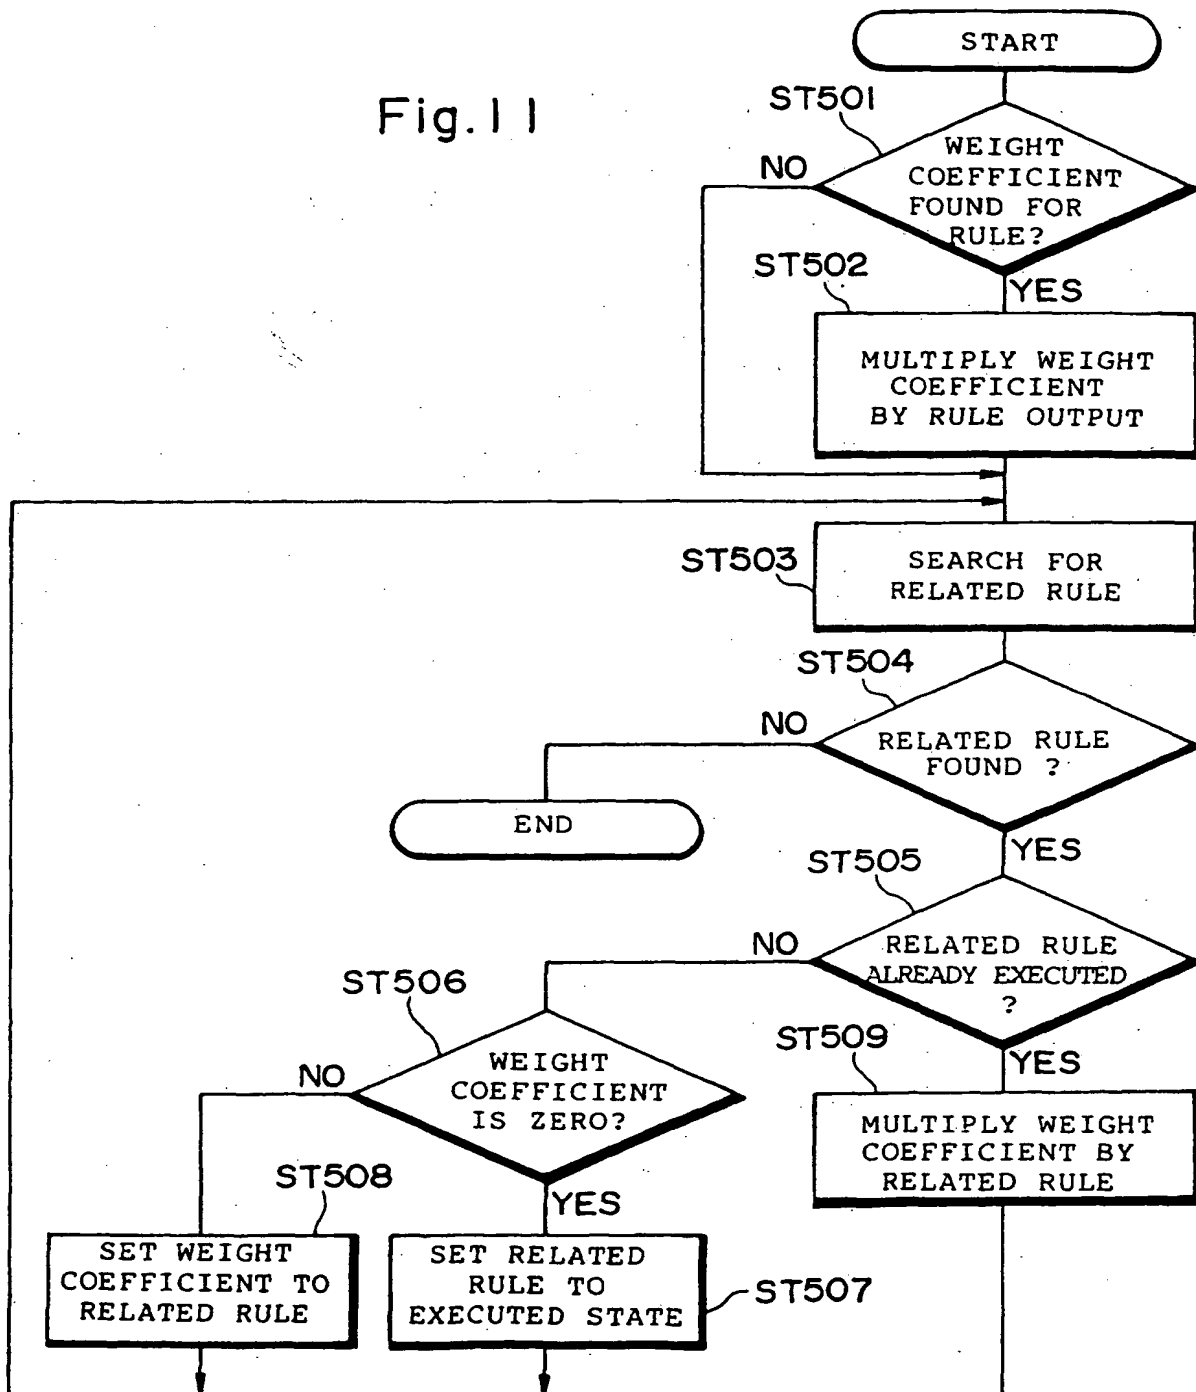 START
Fig.11
ST501
WEIGHT
COEFFICIENT
FOUND FOR
RULE?
NO
ST502
YES
MULTIPLY WEIGHT
COEFFICIENT
BY RULE OUTPUT
ST503
SEARCH FOR
RELATED RULE
ST504
NO
RELATED RULE
FOUND ?
END
YES
ST505
NO
RELATED RULE
ALREADY EXECUTED
?
ST506
ST509
YES
NO
WEIGHT
COEFFICIENT
IS ZERO?
MULTIPLY WEIGHT
COEFFICIENT BY
RELATED RULE
ST508
YES
SET WEIGHT
COEFFICIENT TO
RELATED RULE
SET RELATED
RULE TO
EXECUTED STATE
ST507